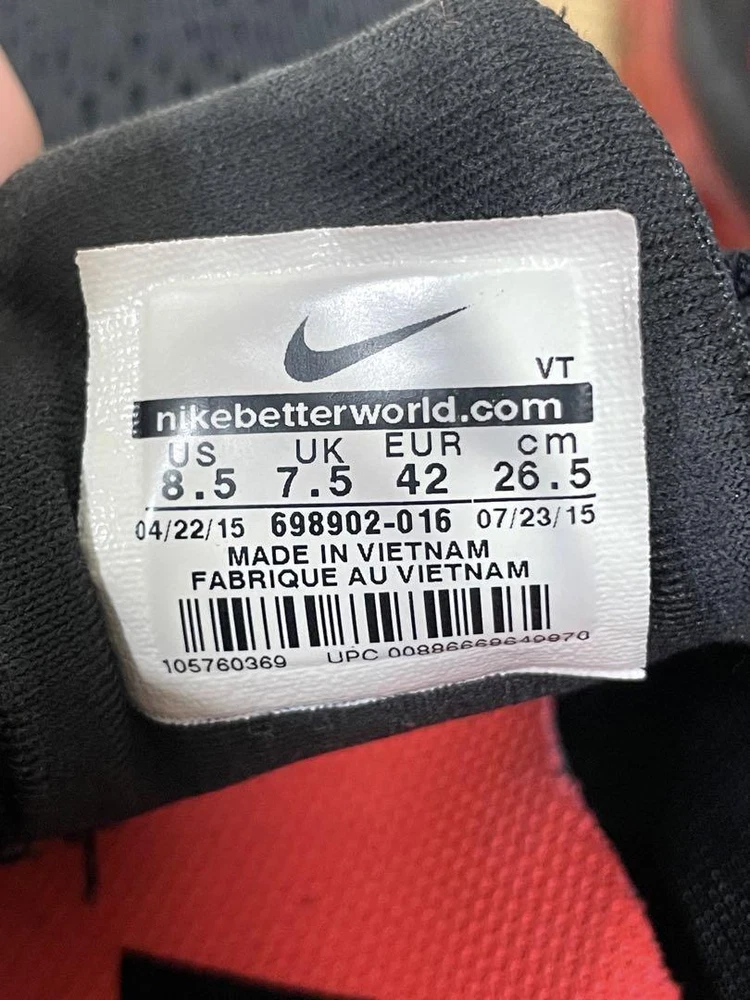 VT
nikebetterworld.com
US UK EUR cm
8.5 7.5 42 26.5
04/22/15 698902-016 07/23/15
MADE IN VIETNAM
FABRIQUE AU VIETNAM
105760369 UPC